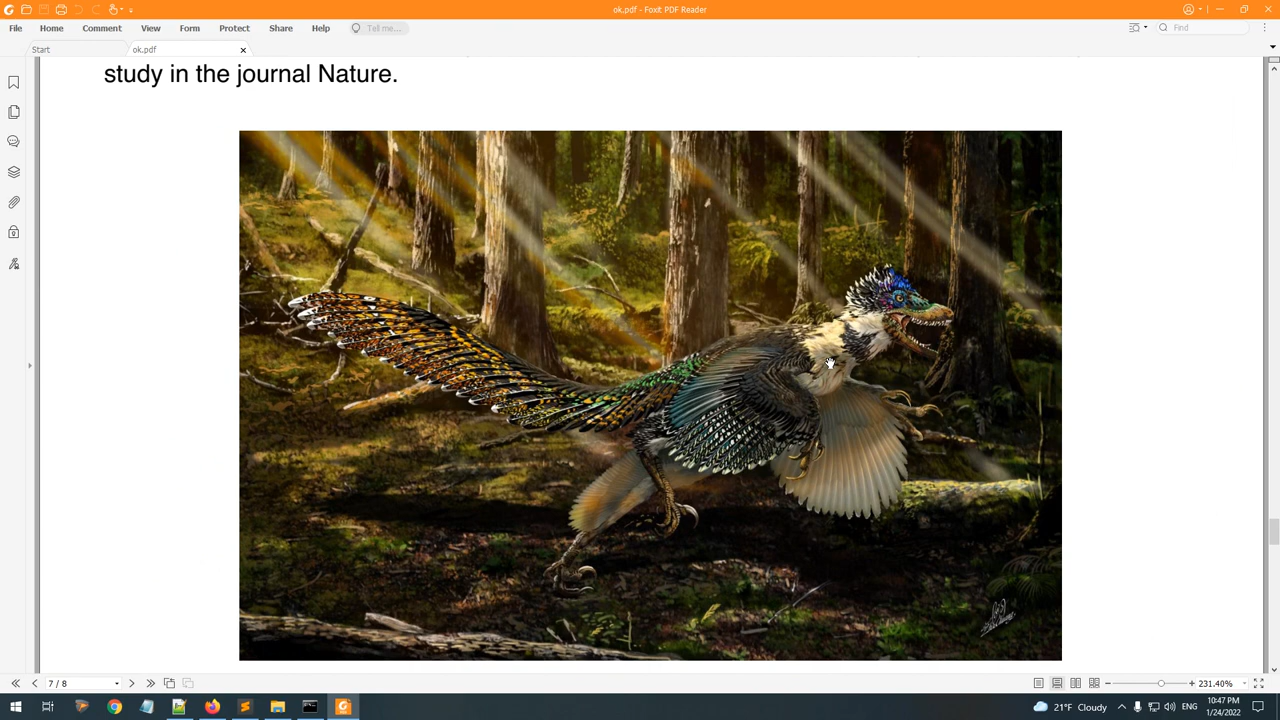 ok.pdf - Foxit PDF Reader
File Home Comment View Form Protect Share Help Tell me... Find
Start ok.pdf
study in the journal Nature.
7 / 8 231.40%
21°F Cloudy ENG 10:47 PM
1/24/2022